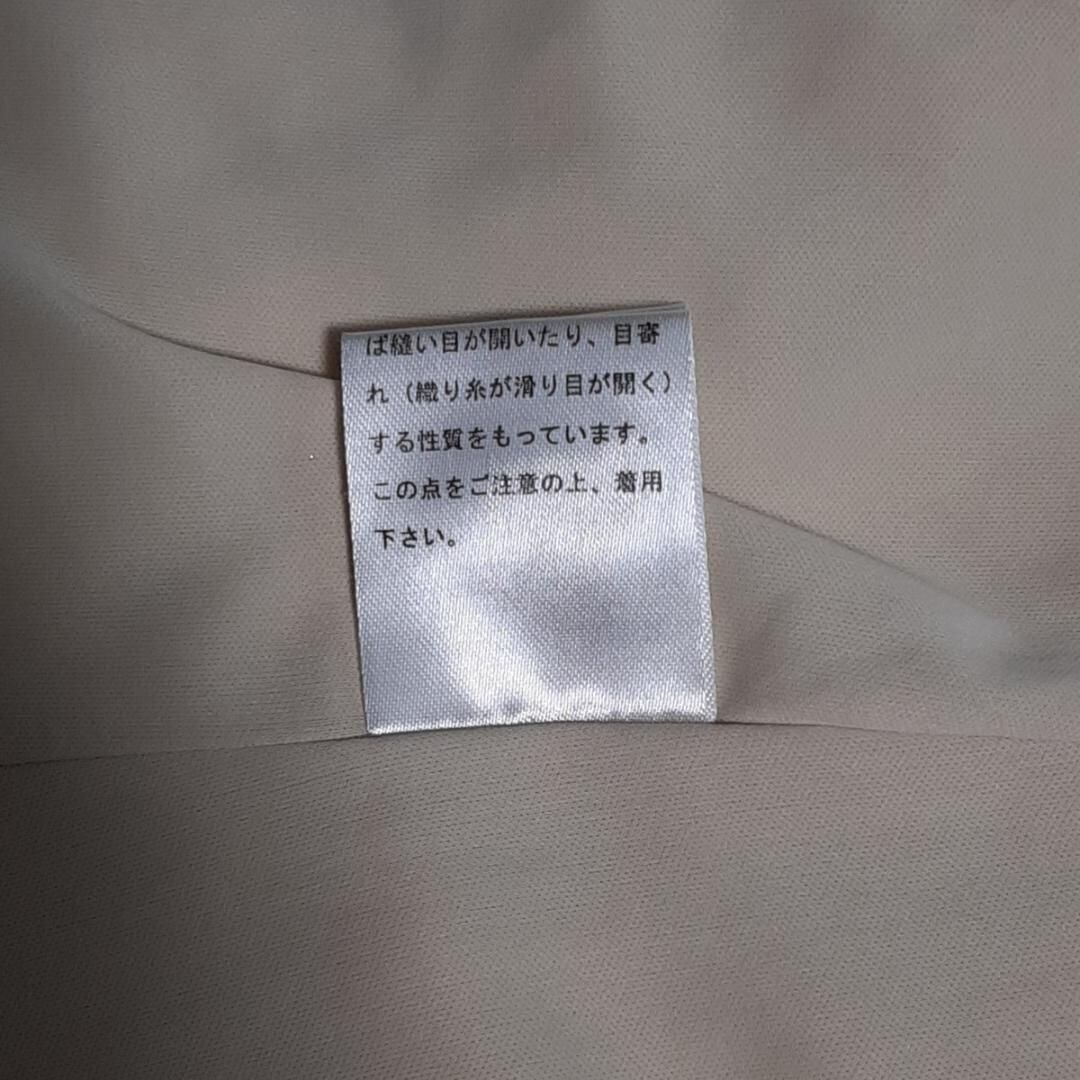 ば縫い目が開いたり、目寄
れ（織り糸が滑り目が開く）
する性質をもっています。
この点をご注意の上、着用
下さい。